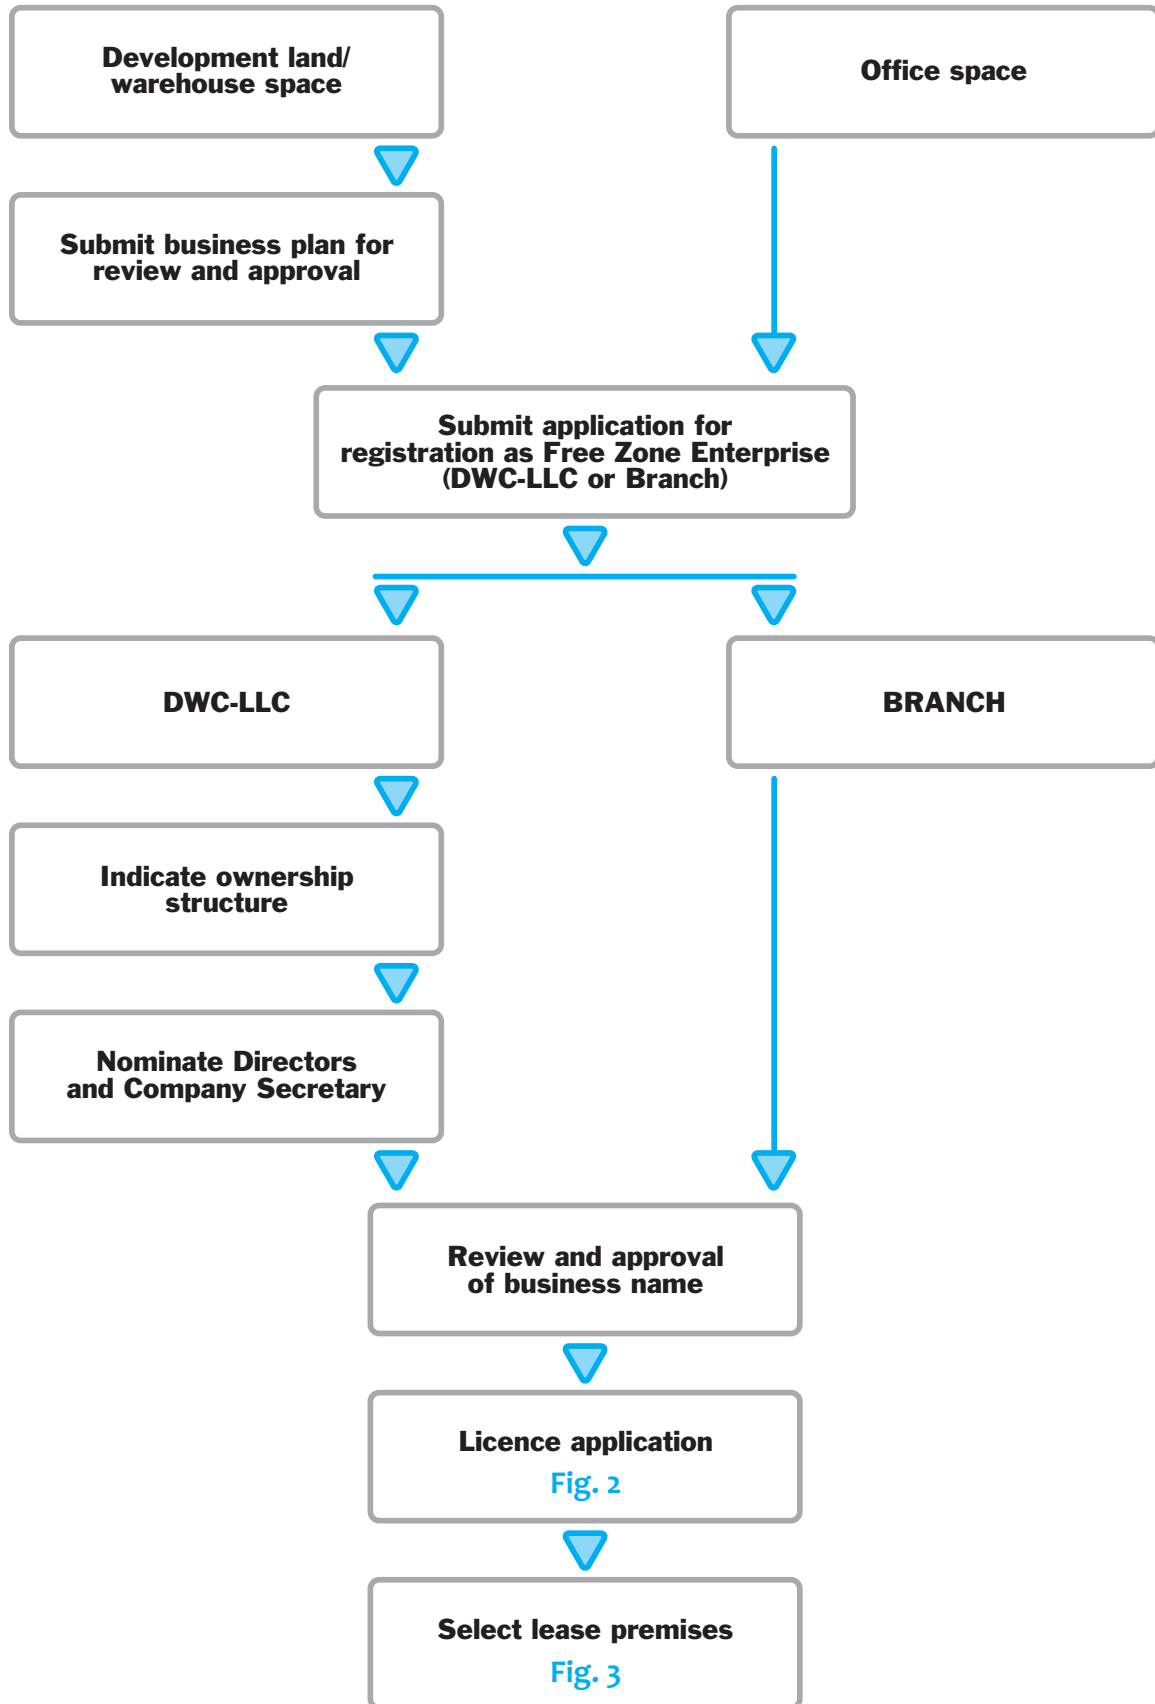 Development land/
warehouse space
Office space
Submit business plan for
review and approval
Submit application for
registration as Free Zone Enterprise
(DWC-LLC or Branch)
DWC-LLC
BRANCH
Indicate ownership
structure
Nominate Directors
and Company Secretary
Review and approval
of business name
Licence application
Fig. 2
Select lease premises
Fig. 3